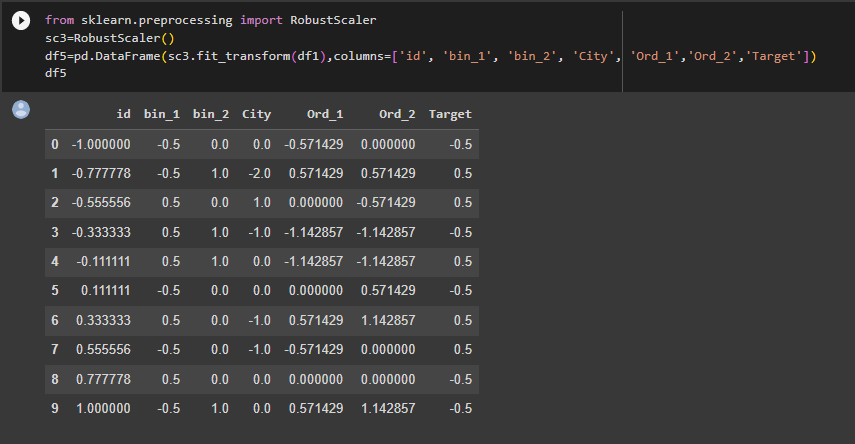 from sklearn.preprocessing import RobustScaler
sc3=RobustScaler()
df5=pd.DataFrame(sc3.fit_transform(df1),columns=['id', 'bin_1', 'bin_2', 'City', 'Ord_1','Ord_2','Target'])
df5
id bin_1 bin_2 City Ord_1 Ord_2 Target
0 -1.000000 -0.5 0.0 0.0 -0.571429 0.000000 -0.5
1 -0.777778 -0.5 1.0 -2.0 0.571429 0.571429 0.5
2 -0.555556 0.5 0.0 1.0 0.000000 -0.571429 0.5
3 -0.333333 0.5 1.0 -1.0 -1.142857 -1.142857 -0.5
4 -0.111111 0.5 1.0 0.0 -1.142857 -1.142857 0.5
5 0.111111 -0.5 0.0 0.0 0.000000 0.571429 -0.5
6 0.333333 0.5 0.0 -1.0 0.571429 1.142857 0.5
7 0.555556 -0.5 0.0 -1.0 -0.571429 0.000000 0.5
8 0.777778 0.5 0.0 0.0 0.000000 0.000000 -0.5
9 1.000000 -0.5 1.0 0.0 0.571429 1.142857 -0.5